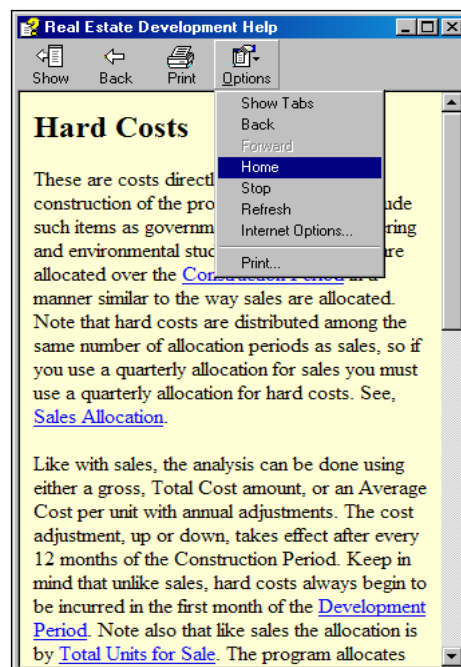 Real Estate Development Help
Show Back Print Options
Show Tabs
Back
Forward
Home
Stop
Refresh
Internet Options...
Print...
Hard Costs
These are costs directl
construction of the pro ude
such items as governm ring
and environmental stud re
allocated over the Construction Period in a
manner similar to the way sales are allocated.
Note that hard costs are distributed among the
same number of allocation periods as sales, so if
you use a quarterly allocation for sales you must
use a quarterly allocation for hard costs. See,
Sales Allocation.
Like with sales, the analysis can be done using
either a gross, Total Cost amount, or an Average
Cost per unit with annual adjustments. The cost
adjustment, up or down, takes effect after every
12 months of the Construction Period. Keep in
mind that unlike sales, hard costs always begin to
be incurred in the first month of the Development
Period. Note also that like sales the allocation is
by Total Units for Sale. The program allocates